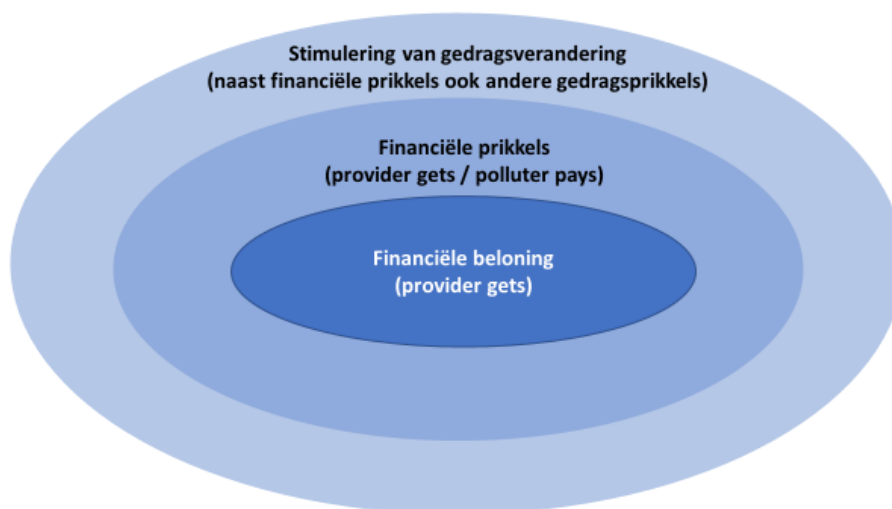 Stimulering van gedragsverandering
(naast financiële prikkels ook andere gedragsprikkels)
Financiële prikkels
(provider gets / polluter pays)
Financiële beloning
(provider gets)